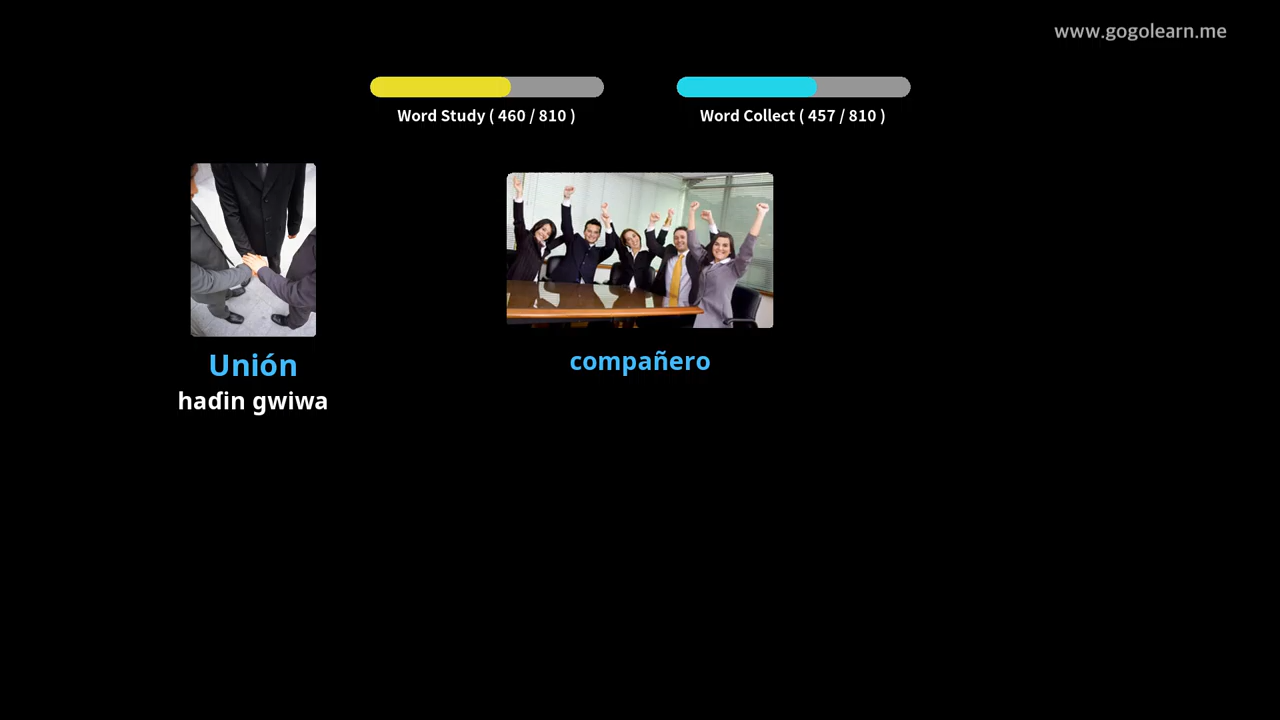 www.gogolearn.me
Word Study ( 460 / 810 )
Word Collect ( 457 / 810 )
Unión
haɗin gwiwa
compañero